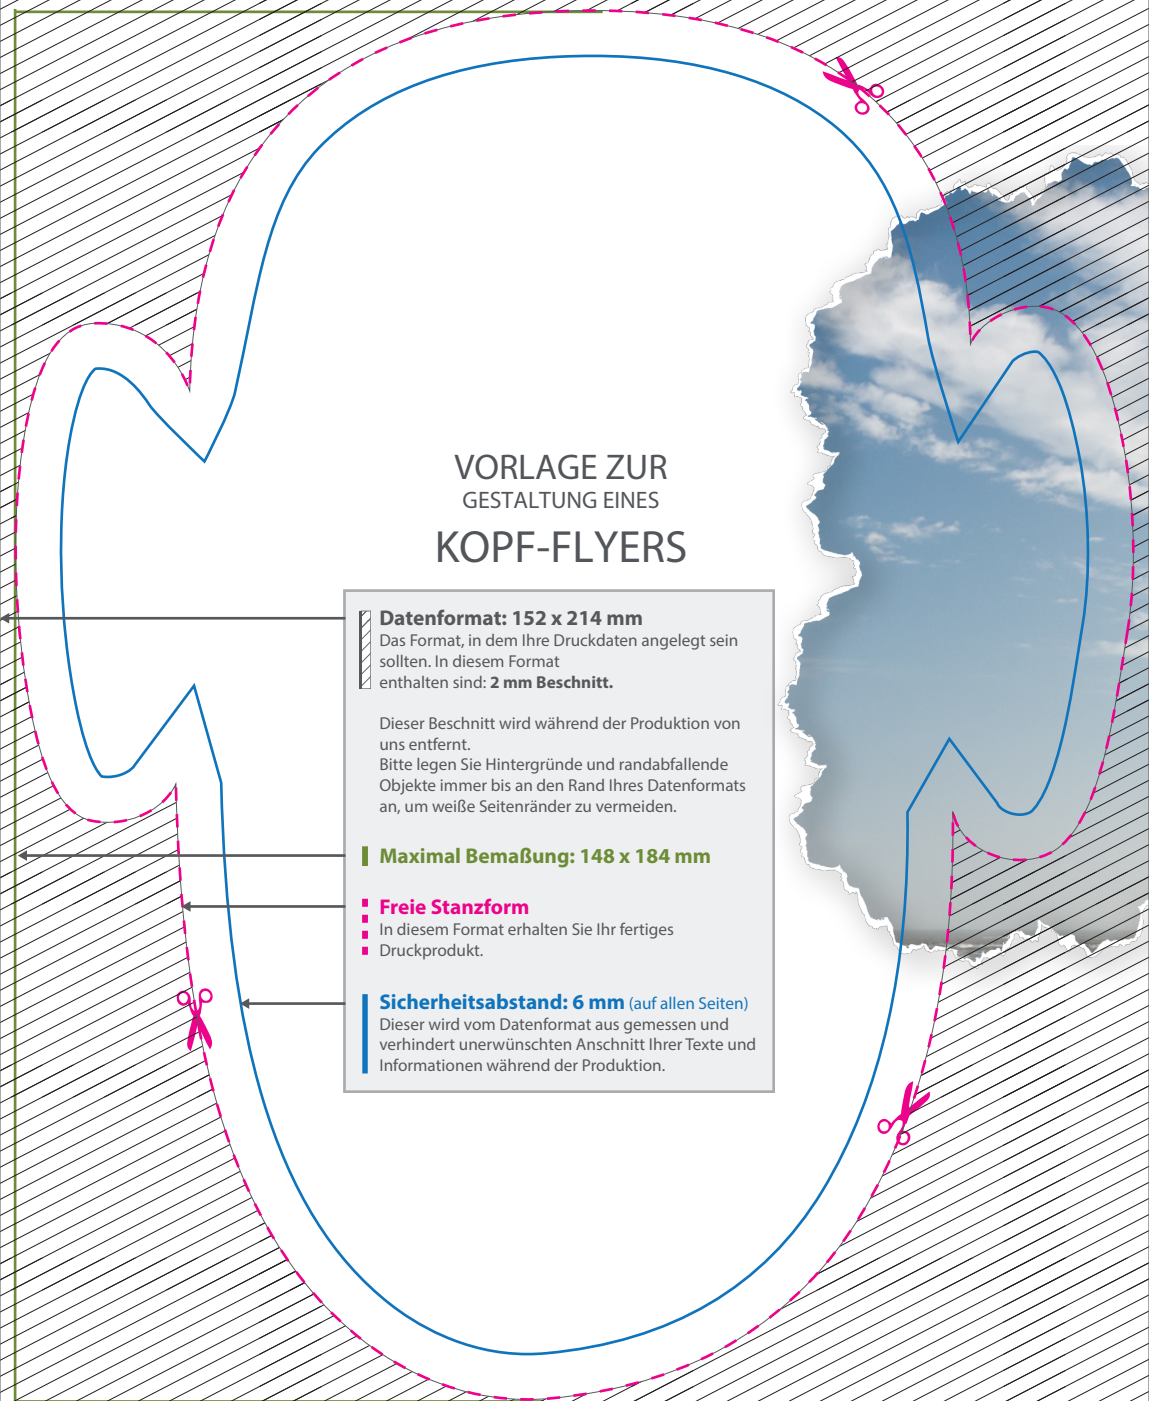 VORLAGE ZUR
GESTALTUNG EINES
KOPF-FLYERS
Datenformat: 152 x 214 mm
Das Format, in dem Ihre Druckdaten angelegt sein
sollten. In diesem Format
enthalten sind: 2 mm Beschnitt.
Dieser Beschnitt wird während der Produktion von
uns entfernt.
Bitte legen Sie Hintergründe und randabfallende
Objekte immer bis an den Rand Ihres Datenformats
an, um weiße Seitenränder zu vermeiden.
Maximal Bemaßung: 148 x 184 mm
Freie Stanzform
In diesem Format erhalten Sie Ihr fertiges
Druckprodukt.
Sicherheitsabstand: 6 mm (auf allen Seiten)
Dieser wird vom Datenformat aus gemessen und
verhindert unerwünschten Anschnitt Ihrer Texte und
Informationen während der Produktion.